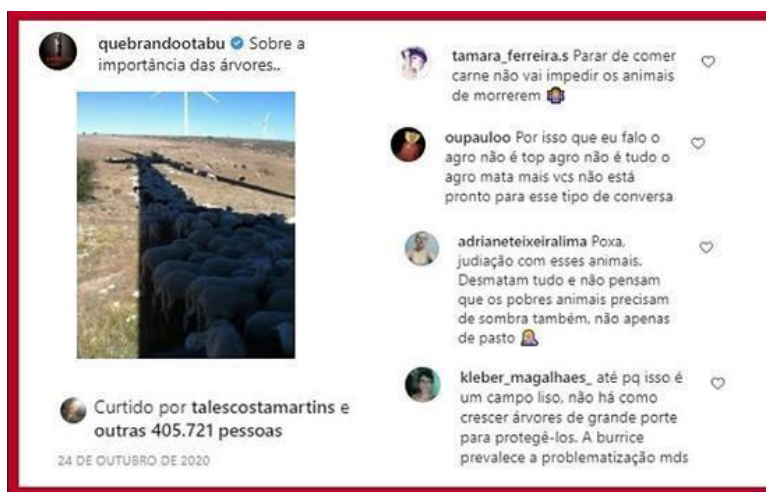 quebrandootabu Sobre a
importância das árvores..
Curtido por talescostamartins e
outras 405.721 pessoas
24 DE OUTUBRO DE 2020
tamara_ferreira.s Parar de comer
carne não vai impedir os animais
de morrerem 🤷
oupauloo Por isso que eu falo o
agro não é top agro não é tudo o
agro mata mais vcs não está
pronto para esse tipo de conversa
adrianeteixeiralima Poxa,
judiação com esses animais.
Desmatam tudo e não pensam
que os pobres animais precisam
de sombra também, não apenas
de pasto 🤦
kleber_magalhaes_ até pq isso é
um campo liso, não há como
crescer árvores de grande porte
para protegê-los. A burrice
prevalece a problematização mds